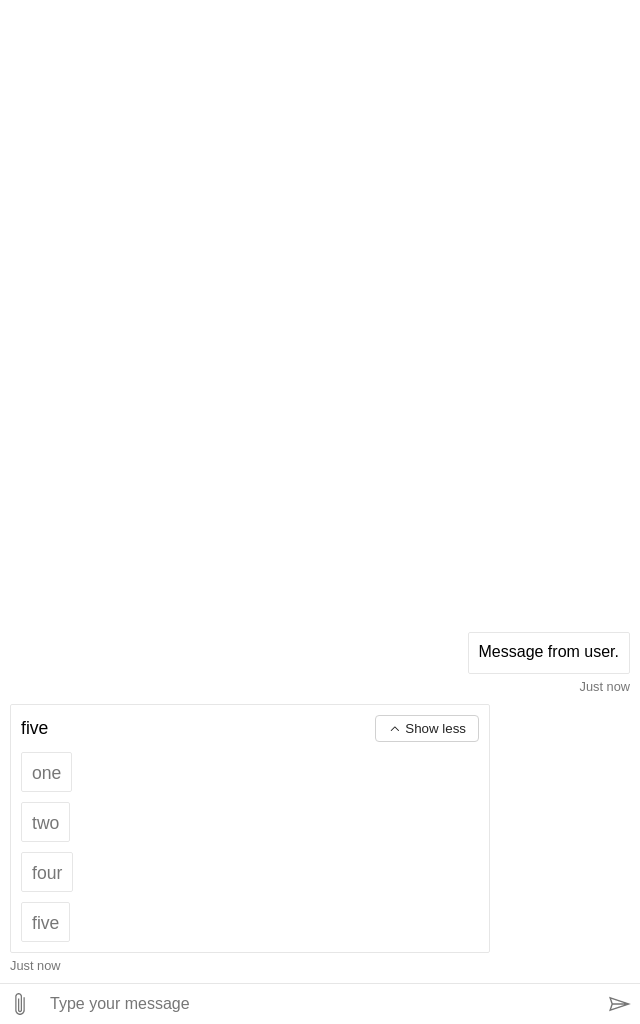 Message from user.
Just now
five
Show less
one
two
four
five
Just now
Type your message